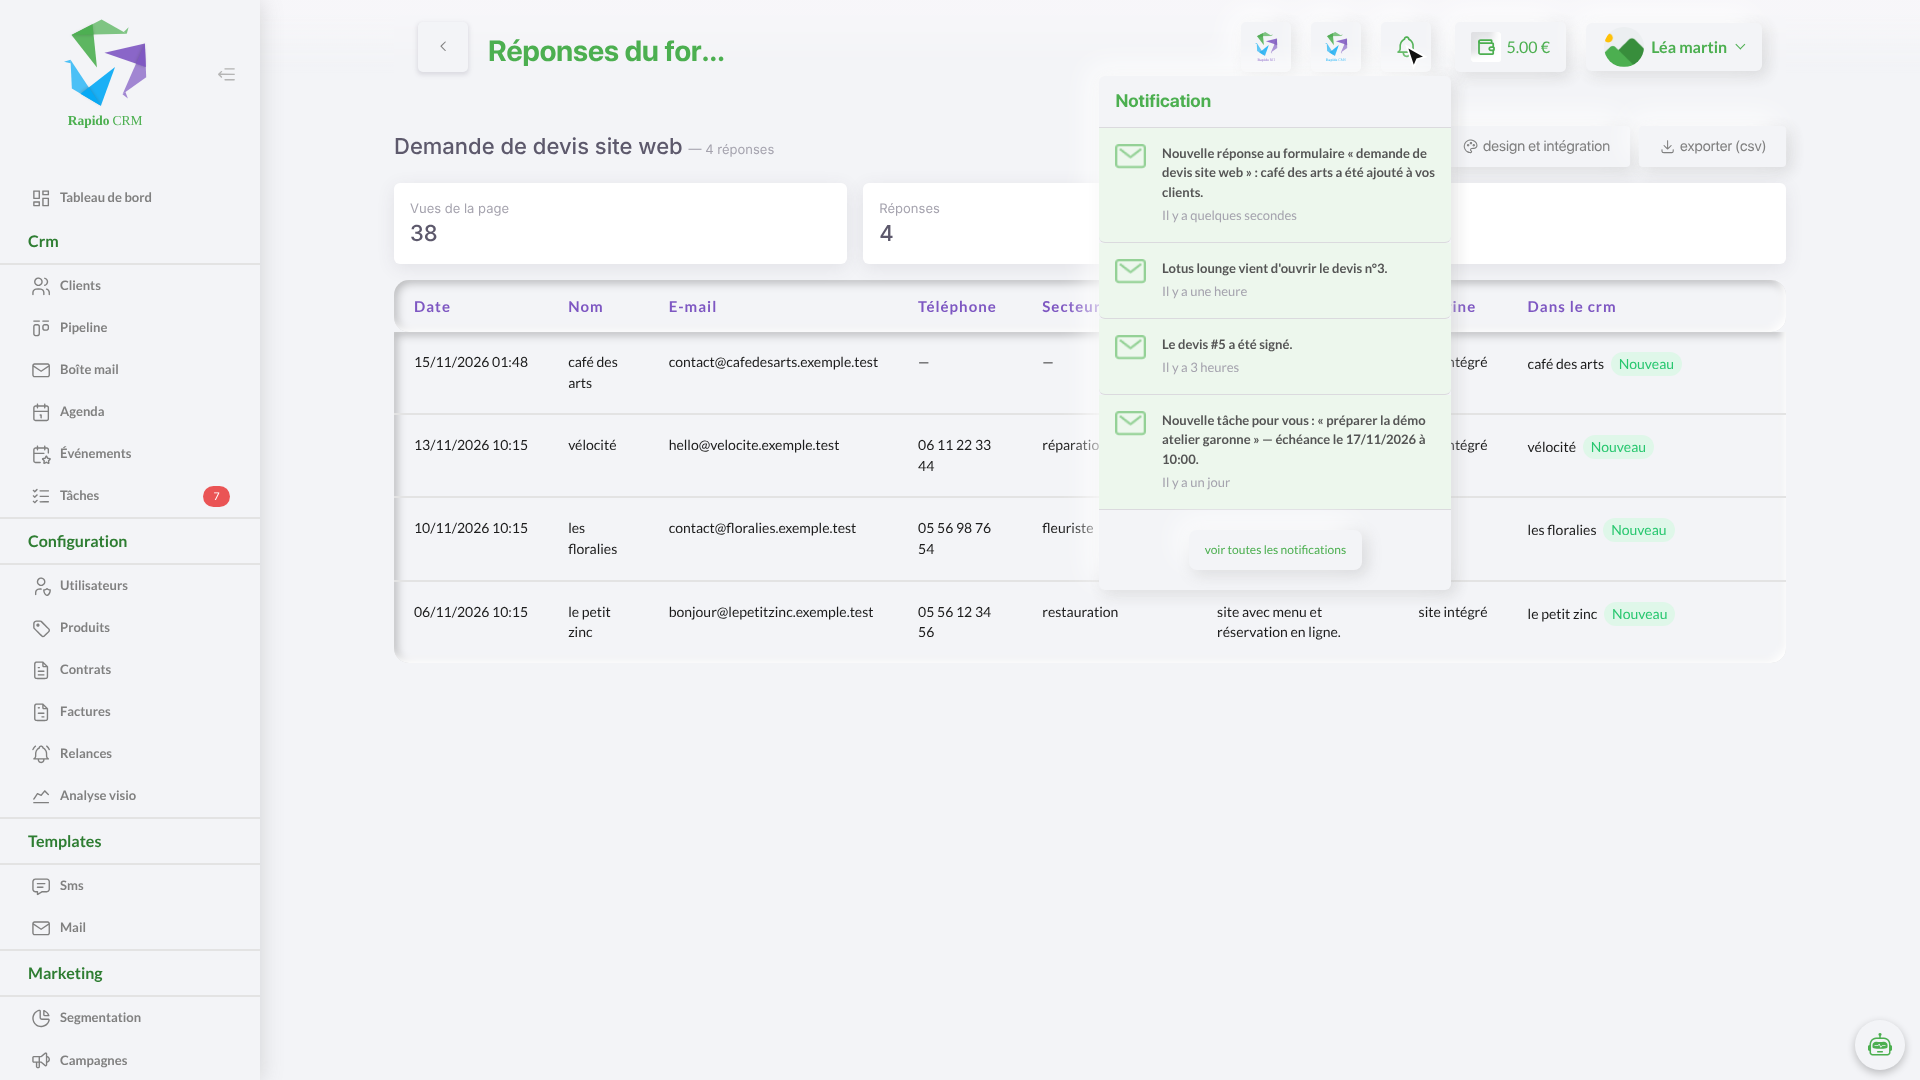 Rapido CRM
Tableau de bord
Crm
Clients
Pipeline
Boîte mail
Agenda
Événements
Tâches 7
Configuration
Utilisateurs
Produits
Contrats
Factures
Relances
Analyse visio
Templates
Sms
Mail
Marketing
Segmentation
Campagnes
Réponses du for...
5.00 €
Léa martin
Demande de devis site web — 4 réponses
design et intégration
exporter (csv)
Vues de la page
38
Réponses
4
Notification
Nouvelle réponse au formulaire « demande de
devis site web » : café des arts a été ajouté à vos
clients.
Il y a quelques secondes
Lotus lounge vient d'ouvrir le devis n°3.
Il y a une heure
Le devis #5 a été signé.
Il y a 3 heures
Nouvelle tâche pour vous : « préparer la démo
atelier garonne » — échéance le 17/11/2026 à
10:00.
Il y a un jour
voir toutes les notifications
Date Nom E-mail Téléphone Secteur ine Dans le crm
15/11/2026 01:48 café des contact@cafedesarts.exemple.test — — ntégré café des arts Nouveau
arts
13/11/2026 10:15 vélocité hello@velocite.exemple.test 06 11 22 33 réparatio ntégré vélocité Nouveau
44
10/11/2026 10:15 les contact@floralies.exemple.test 05 56 98 76 fleuriste les floralies Nouveau
floralies 54
06/11/2026 10:15 le petit bonjour@lepetitzinc.exemple.test 05 56 12 34 restauration site avec menu et site intégré le petit zinc Nouveau
zinc 56 réservation en ligne.